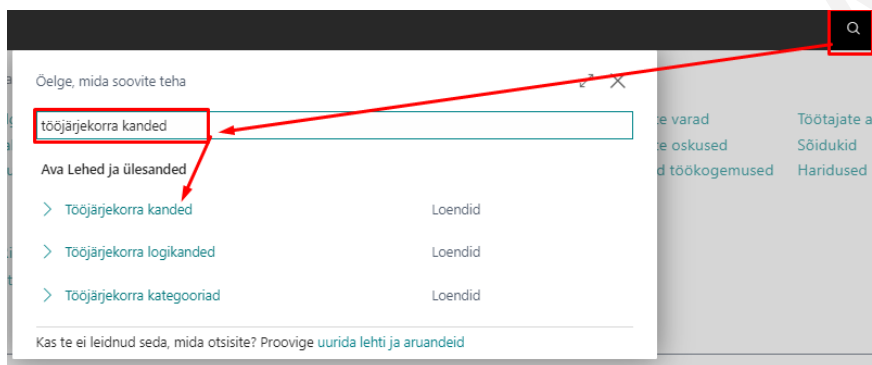 Öelge, mida soovite teha
tööjärjekorra kanded
Ava Lehed ja ülesanded
Tööjärjekorra kanded Loendid
Tööjärjekorra logikanded Loendid
Tööjärjekorra kategooriad Loendid
Kas te ei leidnud seda, mida otsisite? Proovige uurida lehti ja aruandeid
varad Töötajate
oskused Sõidukid
töökogemused Haridused